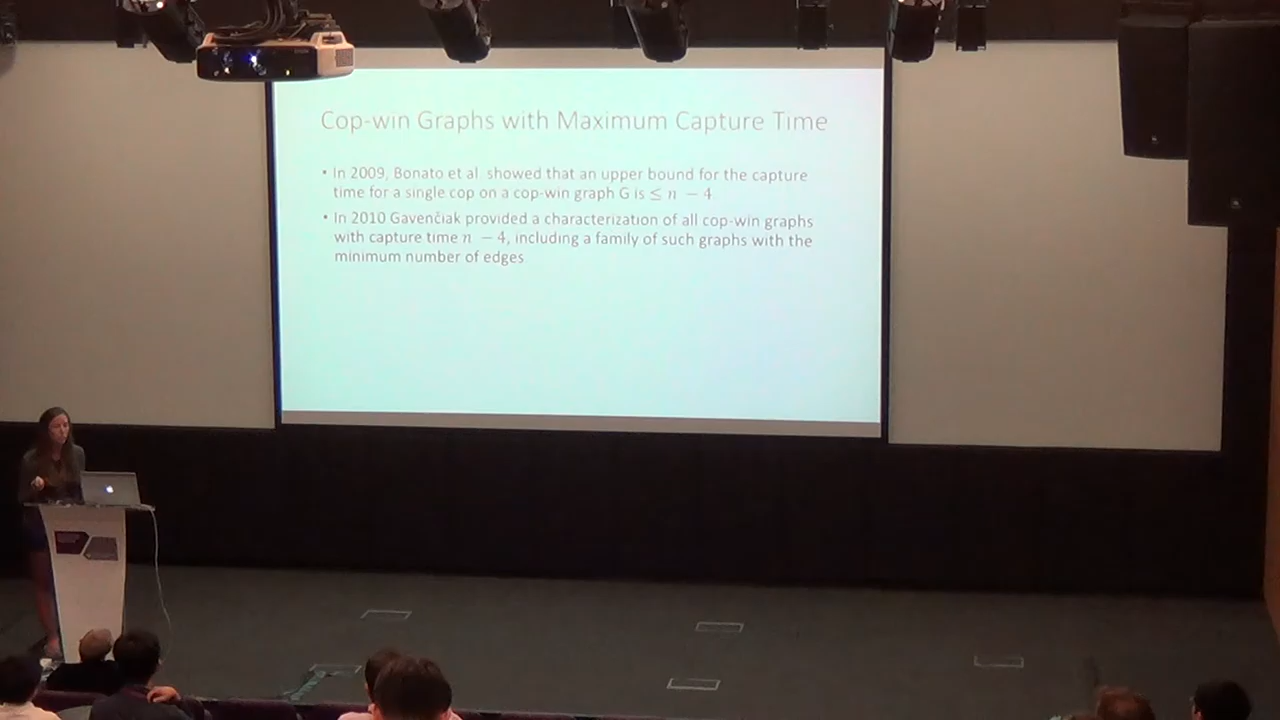 Cop-win Graphs with Maximum Capture Time
• In 2009, Bonato et al. showed that an upper bound for the capture
time for a single cop on a cop-win graph G is ≤ n − 4
• In 2010 Gavenčiak provided a characterization of all cop-win graphs
with capture time n − 4, including a family of such graphs with the
minimum number of edges